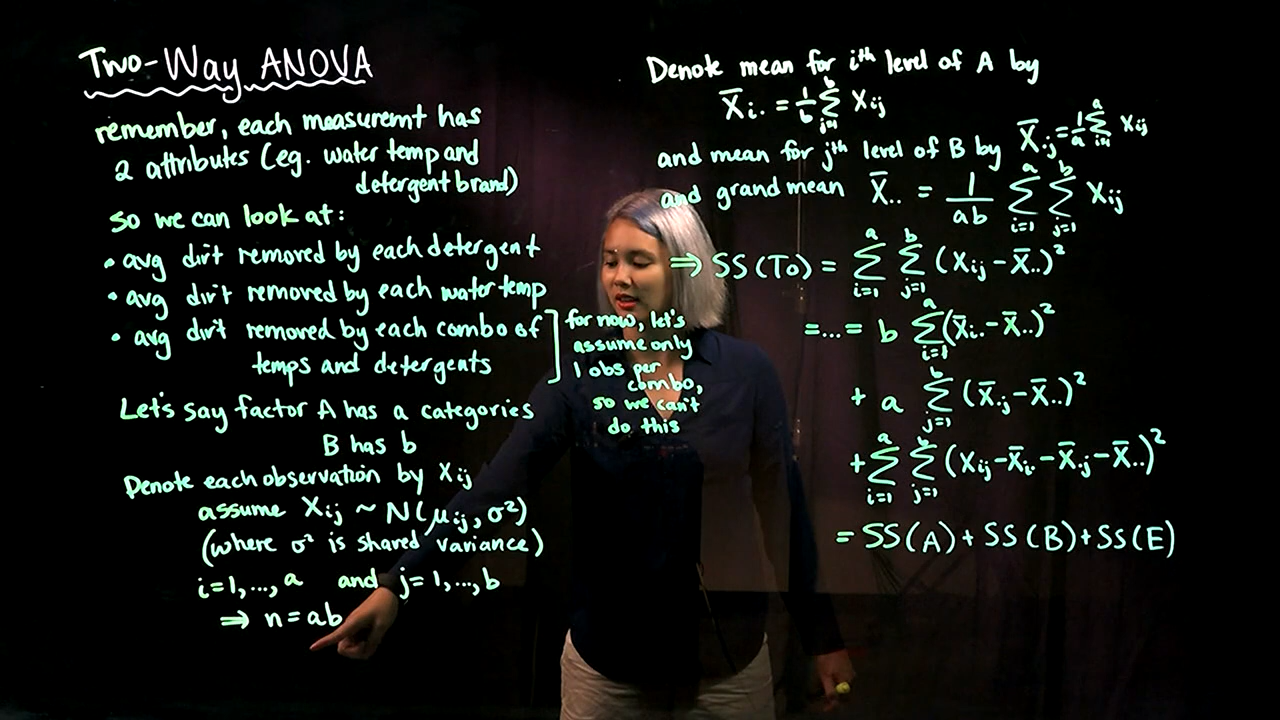 Two-Way ANOVA
remember, each measuremt has
2 attributes (eg. water temp and
detergent brand)
so we can look at:
• avg dirt removed by each detergent
• avg dirt removed by each water temp
• avg dirt removed by each combo of
temps and detergents
for now, let's
assume only
1 obs per
combo,
so we can't
do this
Let's say factor A has a categories
B has b
Denote each observation by Xij
assume Xij ~ N(μij, σ²)
(where σ² is shared variance)
i=1,...,a and j=1,...,b
⇒ n=ab
Denote mean for iᵗʰ level of A by
X̄i. = 1/b Σ_{j=1}^{b} Xij
and mean for jᵗʰ level of B by X̄.j = 1/a Σ_{i=1}^{a} Xij
and grand mean X̄.. = 1/ab Σ_{i=1}^{a} Σ_{j=1}^{b} Xij
⇒ SS(To) = Σ_{i=1}^{a} Σ_{j=1}^{b} (Xij - X̄..)²
=...= b Σ_{i=1}^{a} (X̄i. - X̄..)²
+ a Σ_{j=1}^{b} (X̄.j - X̄..)²
+ Σ_{i=1}^{a} Σ_{j=1}^{b} (Xij - X̄i. - X̄.j - X̄..)²
= SS(A) + SS(B) + SS(E)